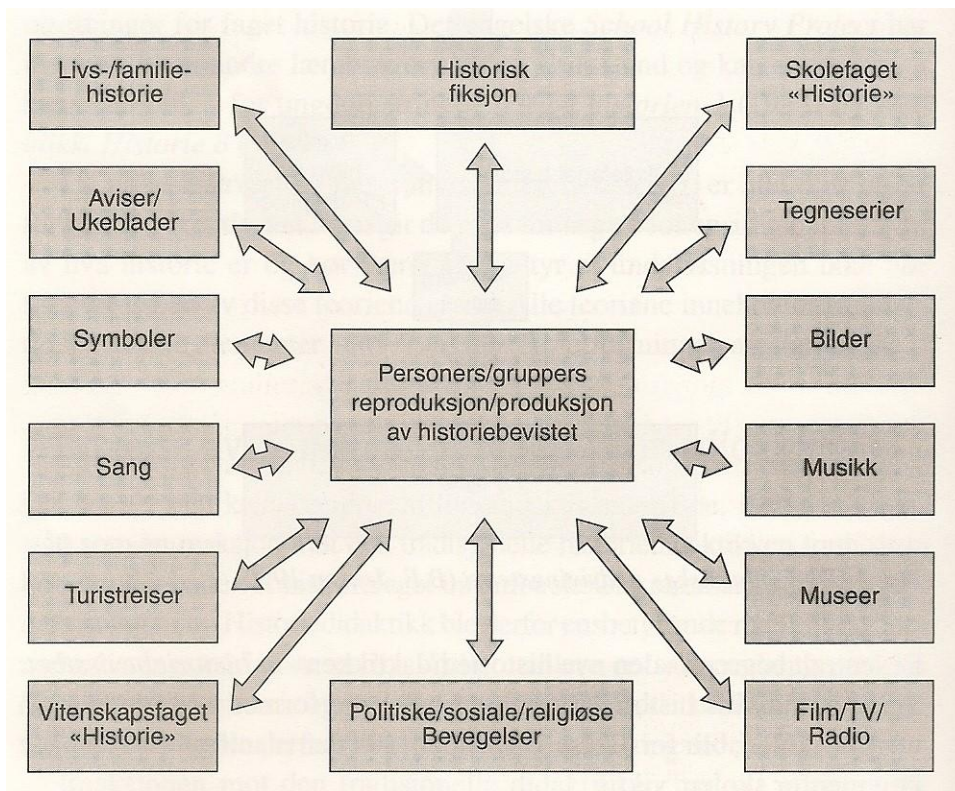 Livs-/familie-
historie
Historisk
fiksjon
Skolefaget
«Historie»
Aviser/
Ukeblader
Tegneserier
Symboler
Personers/gruppers
reproduksjon/produksjon
av historiebevistet
Bilder
Sang
Musikk
Turistreiser
Museer
Vitenskapsfaget
«Historie»
Politiske/sosiale/religiøse
Bevegelser
Film/TV/
Radio